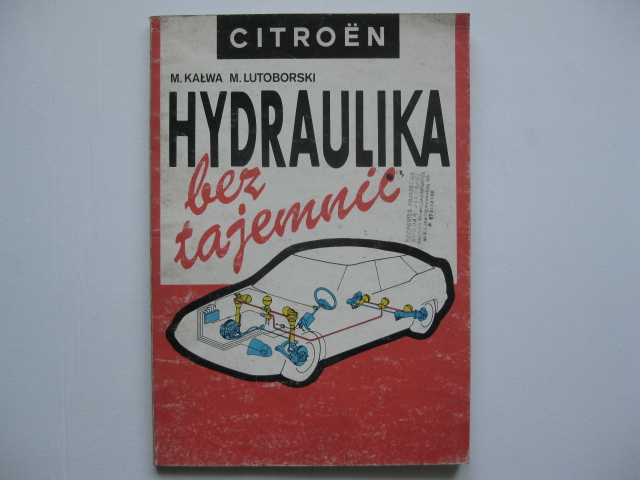 CITROËN
M. KAŁWA M. LUTOBORSKI
HYDRAULIKA
bez
tajemnic